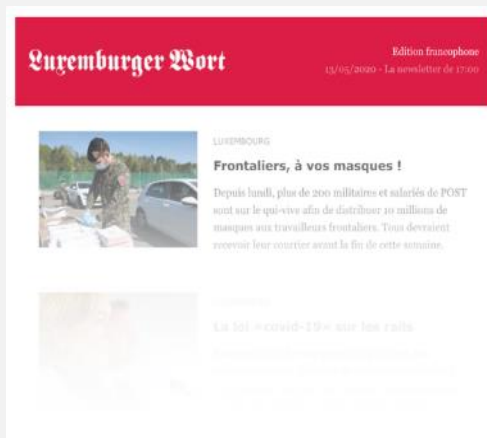 Luxemburger Wort
Edition francophone
13/05/2020 - La newsletter de 17:00
LUXEMBOURG
Frontaliers, à vos masques !
Depuis lundi, plus de 200 militaires et salariés de POST
sont sur le qui-vive afin de distribuer 10 millions de
masques aux travailleurs frontaliers. Tous devraient
recevoir leur courrier avant la fin de cette semaine.
LUXEMBOURG
La loi «covid-19» sur les rails